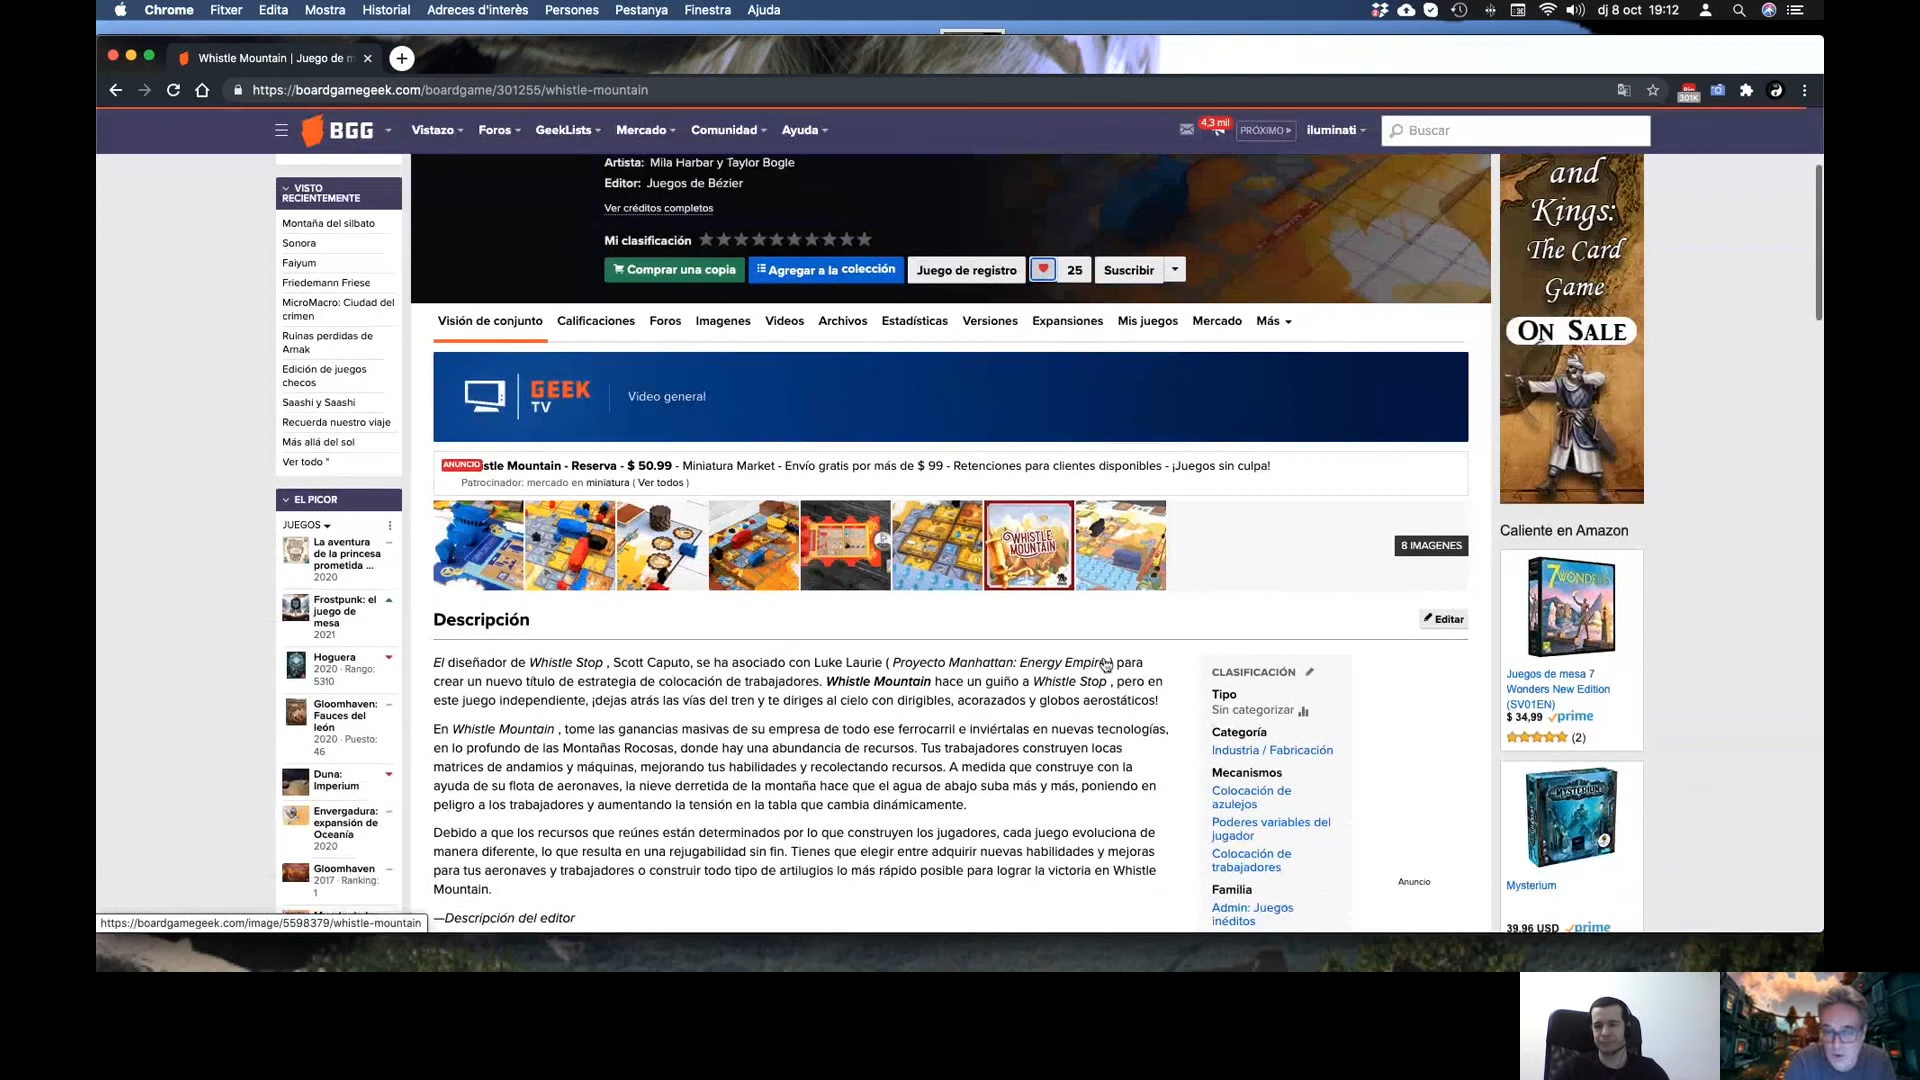 Chrome Fitxer Edita Mostra Historial Adreces d'interès Persones Pestanya Finestra Ajuda
dj 8 oct 19:12
Whistle Mountain | Juego de m
https://boardgamegeek.com/boardgame/301255/whistle-mountain
301K
BGG Vistazo Foros GeekLists Mercado Comunidad Ayuda
4,3 mil PRÓXIMO iluminati Buscar
VISTO
RECIENTEMENTE
Montaña del silbato
Sonora
Faiyum
Friedemann Friese
MicroMacro: Ciudad del
crimen
Ruinas perdidas de
Arnak
Edición de juegos
checos
Saashi y Saashi
Recuerda nuestro viaje
Más allá del sol
Ver todo "
EL PICOR
JUEGOS
La aventura
de la princesa
prometida ...
2020
Frostpunk: el
juego de
mesa
2021
Hoguera
2020 · Rango:
5310
Gloomhaven:
Fauces del
león
2020 · Puesto:
46
Duna:
Imperium
Envergadura:
expansión de
Oceanía
2020
Gloomhaven
2017 · Ranking:
1
https://boardgamegeek.com/image/5598379/whistle-mountain
Artista: Mila Harbar y Taylor Bogle
Editor: Juegos de Bézier
Ver créditos completos
Mi clasificación
Comprar una copia Agregar a la colección Juego de registro 25 Suscribir
Visión de conjunto Calificaciones Foros Imagenes Videos Archivos Estadísticas Versiones Expansiones Mis juegos Mercado Más
GEEK
TV
Video general
ANUNCIO stle Mountain - Reserva - $ 50.99 - Miniatura Market - Envío gratis por más de $ 99 - Retenciones para clientes disponibles - ¡Juegos sin culpa!
Patrocinador: mercado en miniatura ( Ver todos )
WHISTLE
MOUNTAIN
8 IMAGENES
Descripción
Editar
El diseñador de Whistle Stop , Scott Caputo, se ha asociado con Luke Laurie ( Proyecto Manhattan: Energy Empire) para
crear un nuevo título de estrategia de colocación de trabajadores. Whistle Mountain hace un guiño a Whistle Stop , pero en
este juego independiente, ¡dejas atrás las vías del tren y te diriges al cielo con dirigibles, acorazados y globos aerostáticos!
En Whistle Mountain , tome las ganancias masivas de su empresa de todo ese ferrocarril e inviértalas en nuevas tecnologías,
en lo profundo de las Montañas Rocosas, donde hay una abundancia de recursos. Tus trabajadores construyen locas
matrices de andamios y máquinas, mejorando tus habilidades y recolectando recursos. A medida que construye con la
ayuda de su flota de aeronaves, la nieve derretida de la montaña hace que el agua de abajo suba más y más, poniendo en
peligro a los trabajadores y aumentando la tensión en la tabla que cambia dinámicamente.
Debido a que los recursos que reúnes están determinados por lo que construyen los jugadores, cada juego evoluciona de
manera diferente, lo que resulta en una rejugabilidad sin fin. Tienes que elegir entre adquirir nuevas habilidades y mejoras
para tus aeronaves y trabajadores o construir todo tipo de artilugios lo más rápido posible para lograr la victoria en Whistle
Mountain.
—Descripción del editor
CLASIFICACIÓN
Tipo
Sin categorizar
Categoría
Industria / Fabricación
Mecanismos
Colocación de
azulejos
Poderes variables del
jugador
Colocación de
trabajadores
Familia
Admin: Juegos
inéditos
Anuncio
and
Kings:
The Card
Game
ON SALE
Caliente en Amazon
7 WONDERS
Juegos de mesa 7
Wonders New Edition
(SV01EN)
$ 34,99 prime
(2)
MYSTERIUM
Mysterium
39,96 USD prime